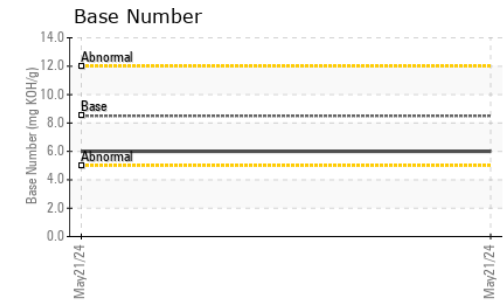 Base Number
14.0
Abnormal
12.0
10.0
Base
8.0
6.0
Abnormal
4.0
2.0
0.0
Base Number (mg KOH/g)
May21/24
May21/24